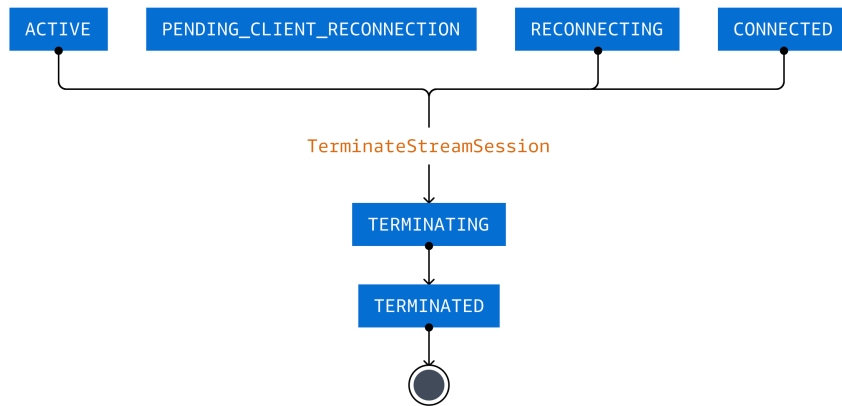 ACTIVE
PENDING_CLIENT_RECONNECTION
RECONNECTING
CONNECTED
TerminateStreamSession
TERMINATING
TERMINATED